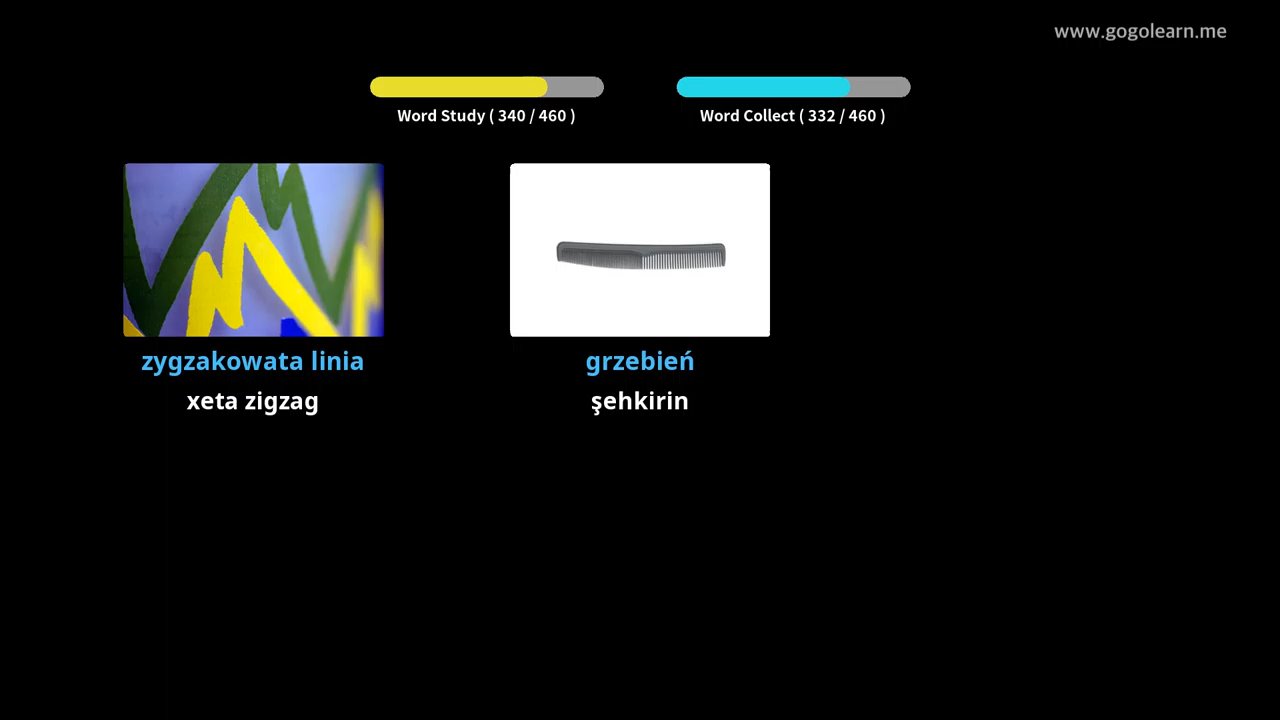 www.gogolearn.me
Word Study ( 340 / 460 )
Word Collect ( 332 / 460 )
zygzakowata linia
grzebień
xeta zigzag
şehkirin